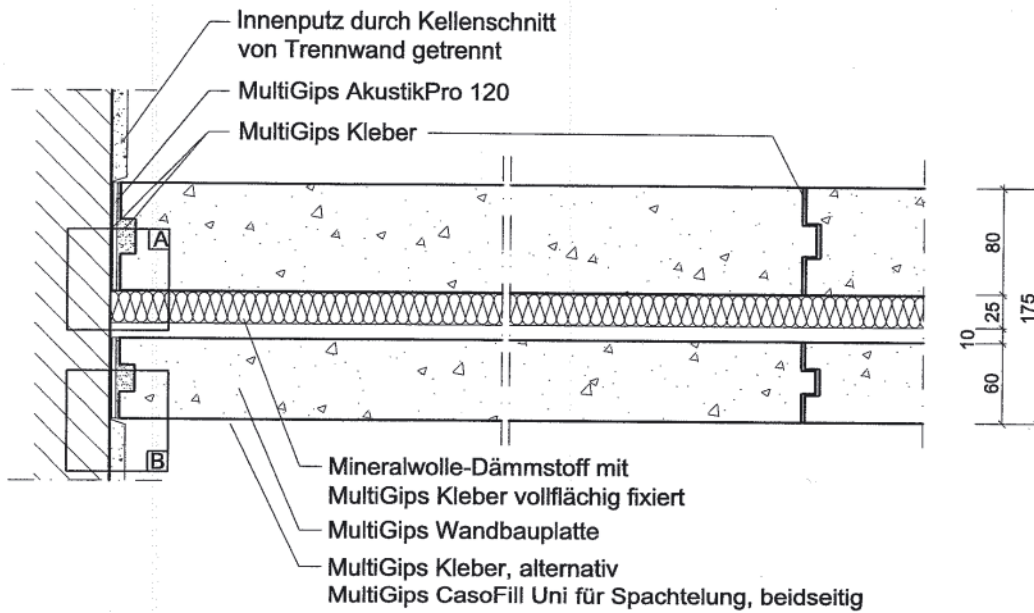 Innenputz durch Kellenschnitt
von Trennwand getrennt
MultiGips AkustikPro 120
MultiGips Kleber
A
B
80
25
10
60
175
Mineralwolle-Dämmstoff mit
MultiGips Kleber vollflächig fixiert
MultiGips Wandbauplatte
MultiGips Kleber, alternativ
MultiGips CasoFill Uni für Spachtelung, beidseitig